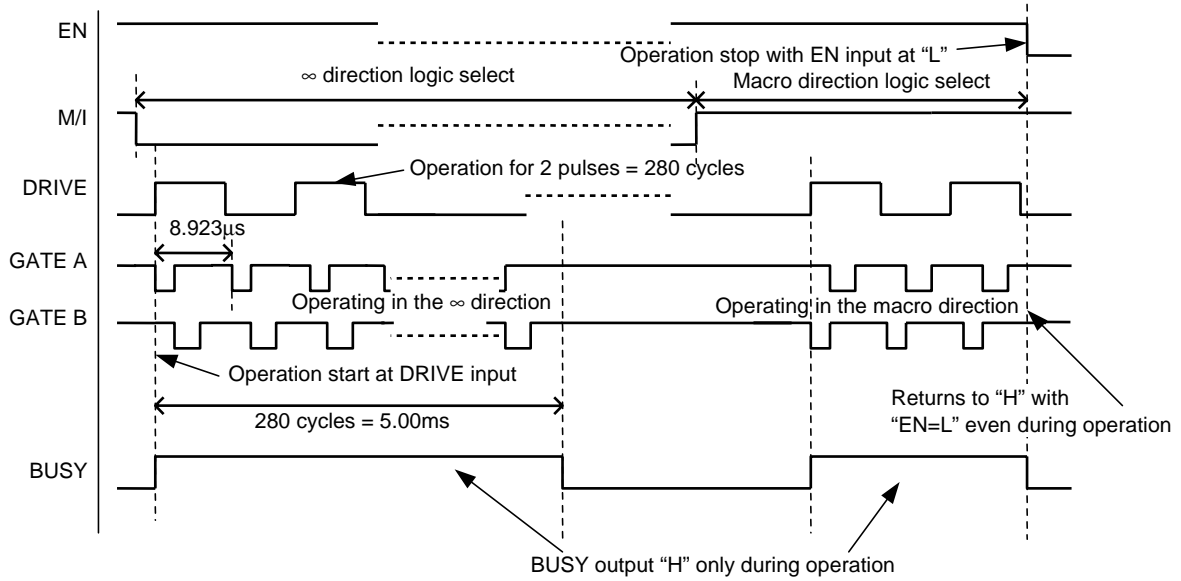 EN
Operation stop with EN input at “L”
∞ direction logic select
Macro direction logic select
M/I
Operation for 2 pulses = 280 cycles
DRIVE
8.923µs
GATE A
Operating in the ∞ direction
Operating in the macro direction
GATE B
Operation start at DRIVE input
Returns to “H” with
“EN=L” even during operation
280 cycles = 5.00ms
BUSY
BUSY output “H” only during operation